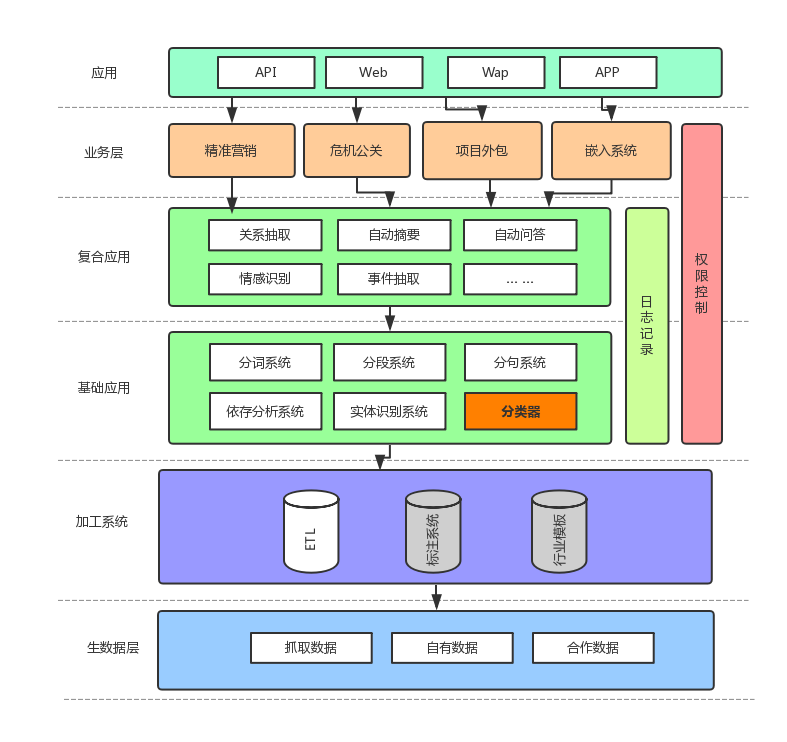 应用
API
Web
Wap
APP
业务层
精准营销
危机公关
项目外包
嵌入系统
复合应用
关系抽取
自动摘要
自动问答
情感识别
事件抽取
... ...
日志记录
权限控制
基础应用
分词系统
分段系统
分句系统
依存分析系统
实体识别系统
分类器
加工系统
ETL
标注系统
行业模板
生数据层
抓取数据
自有数据
合作数据